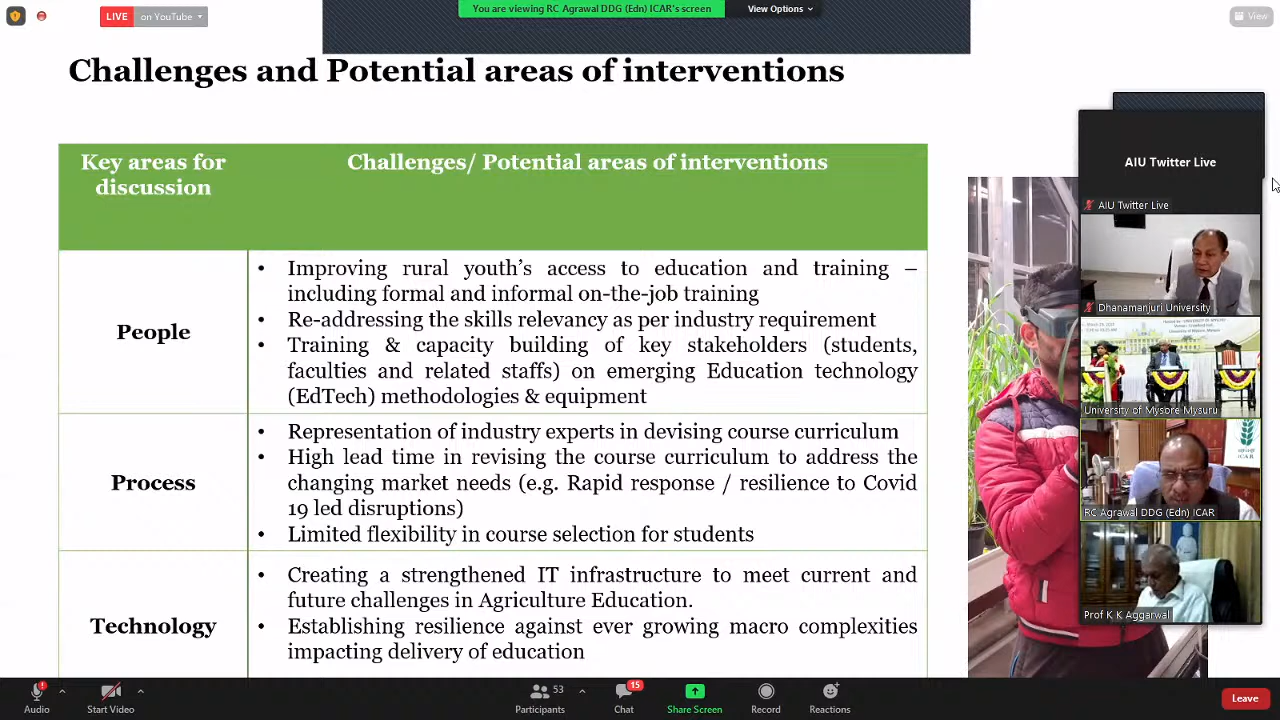 LIVE on YouTube
You are viewing RC Agrawal DDG (Edn) ICAR's screen
View Options
View
Challenges and Potential areas of interventions
Key areas for
discussion
Challenges/ Potential areas of interventions
People
• Improving rural youth's access to education and training –
including formal and informal on-the-job training
• Re-addressing the skills relevancy as per industry requirement
• Training & capacity building of key stakeholders (students,
faculties and related staffs) on emerging Education technology
(EdTech) methodologies & equipment
Process
• Representation of industry experts in devising course curriculum
• High lead time in revising the course curriculum to address the
changing market needs (e.g. Rapid response / resilience to Covid
19 led disruptions)
• Limited flexibility in course selection for students
Technology
• Creating a strengthened IT infrastructure to meet current and
future challenges in Agriculture Education.
• Establishing resilience against ever growing macro complexities
impacting delivery of education
AIU Twitter Live
AIU Twitter Live
Dhanamanjuri University
University of Mysore Mysuru
ICAR
RC Agrawal DDG (Edn) ICAR
Prof K K Aggarwal
Audio
Start Video
53
Participants
15
Chat
Share Screen
Record
Reactions
Leave